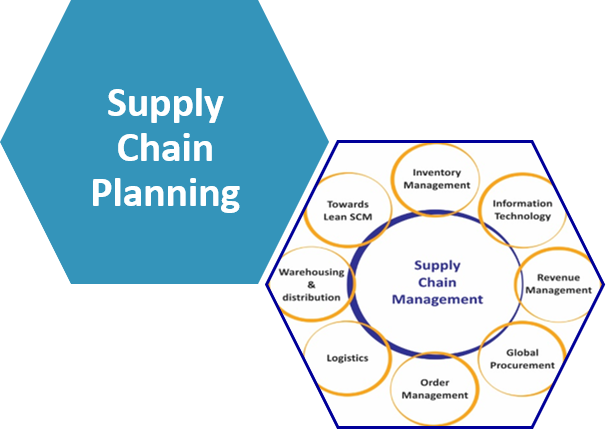 Supply
Chain
Planning
Inventory
Management
Information
Technology
Revenue
Management
Global
Procurement
Order
Management
Logistics
Warehousing
&
distribution
Towards
Lean SCM
Supply
Chain
Management